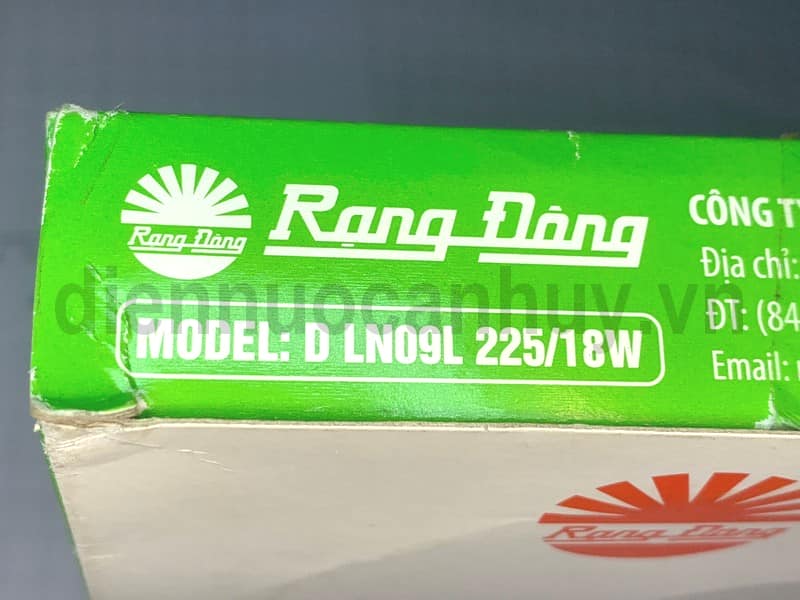 Rạng Đông
Rạng Đông
MODEL: D LN09L 225/18W
CÔNG TY
Địa chỉ:
ĐT: (84
Email:
diennuocanhuy.vn
Rạng Đông